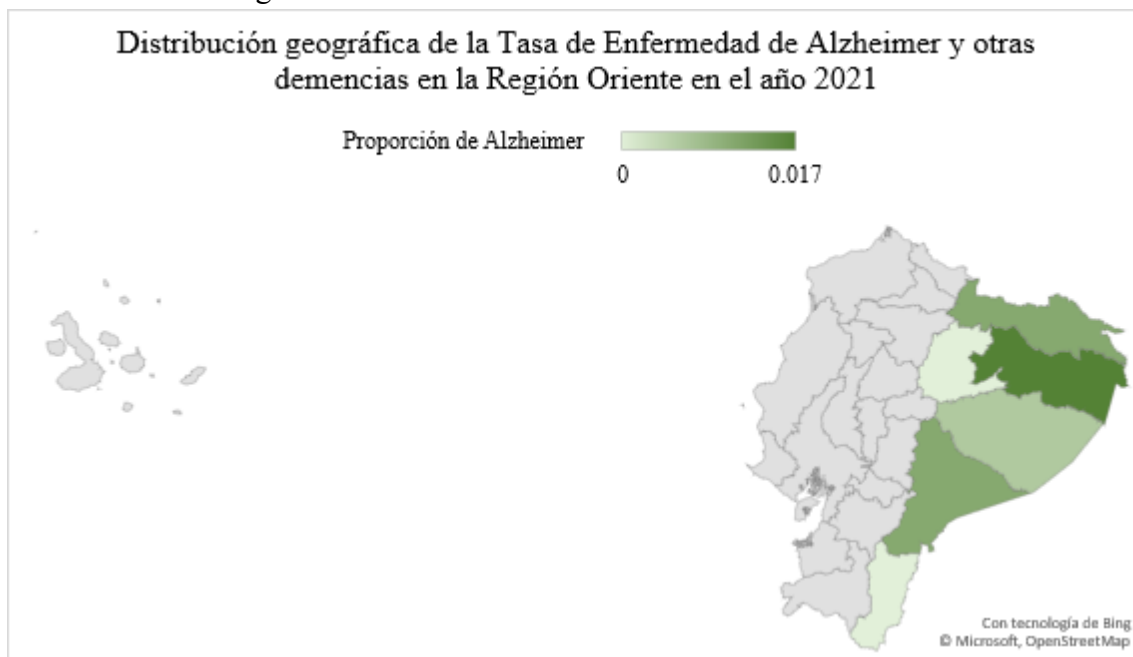 Distribución geográfica de la Tasa de Enfermedad de Alzheimer y otras
demencias en la Región Oriente en el año 2021
Proporción de Alzheimer
0 0.017
Con tecnología de Bing
© Microsoft, OpenStreetMap